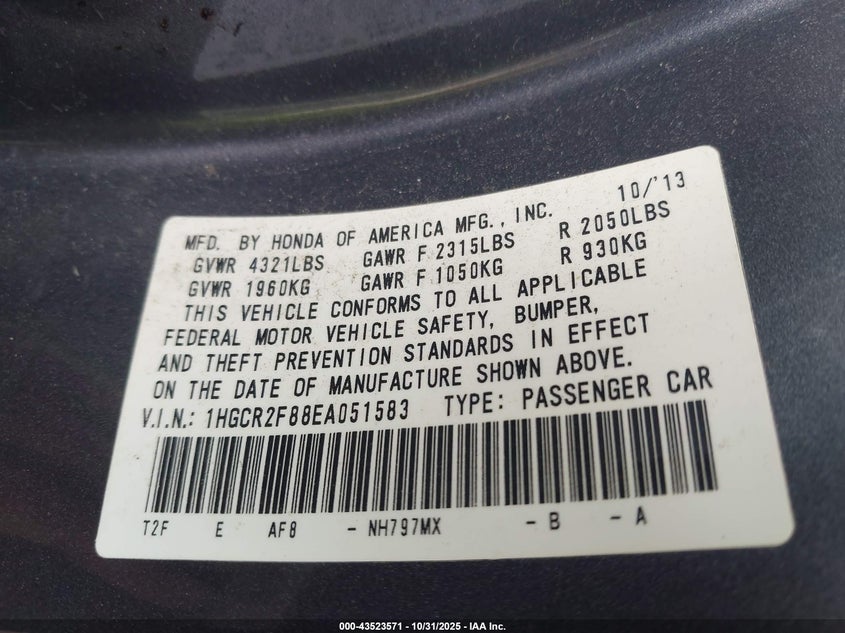 10/'13
MFD. BY HONDA OF AMERICA MFG., INC.
GVWR 4321LBS GAWR F 2315LBS R 2050LBS
GVWR 1960KG GAWR F 1050KG R 930KG
THIS VEHICLE CONFORMS TO ALL APPLICABLE
FEDERAL MOTOR VEHICLE SAFETY, BUMPER,
AND THEFT PREVENTION STANDARDS IN EFFECT
ON THE DATE OF MANUFACTURE SHOWN ABOVE.
V.I.N.: 1HGCR2F88EA051583 TYPE: PASSENGER CAR
T2F E AF8 - NH797MX - B - A
000-43523571 - 10/31/2025 - IAA Inc.